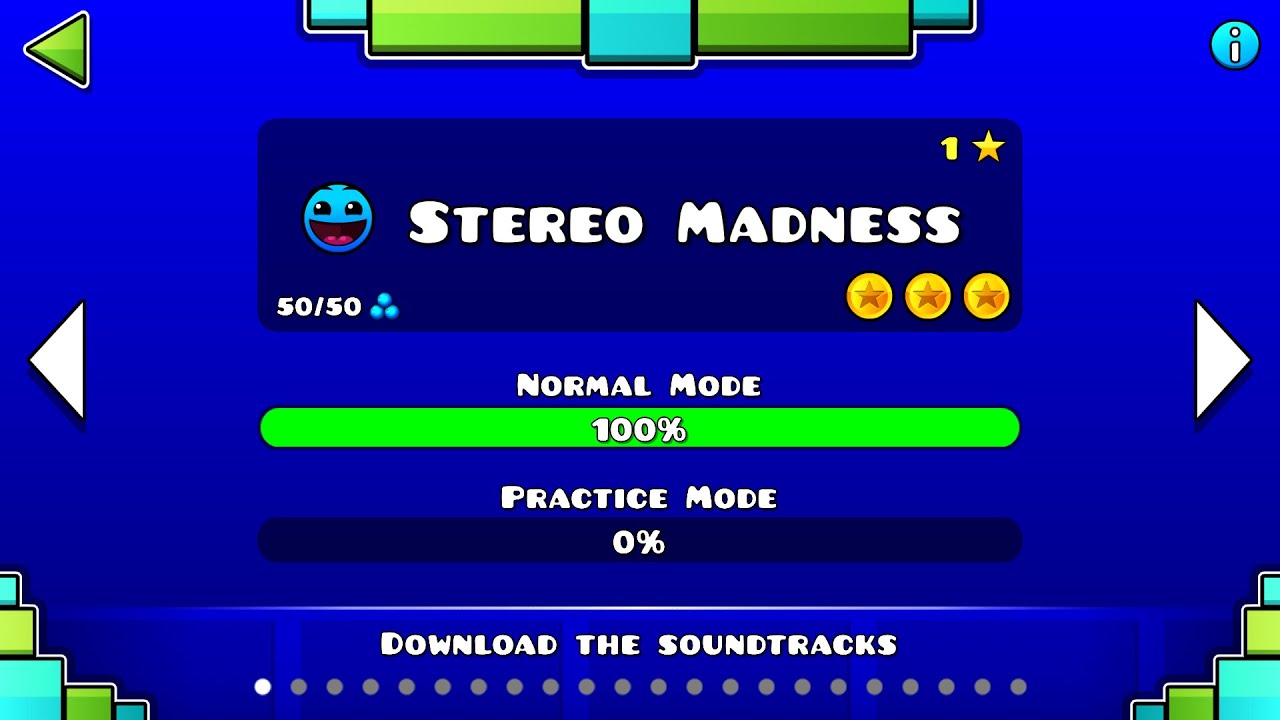 1
Stereo Madness
50/50
Normal Mode
100%
Practice Mode
0%
Download the soundtracks